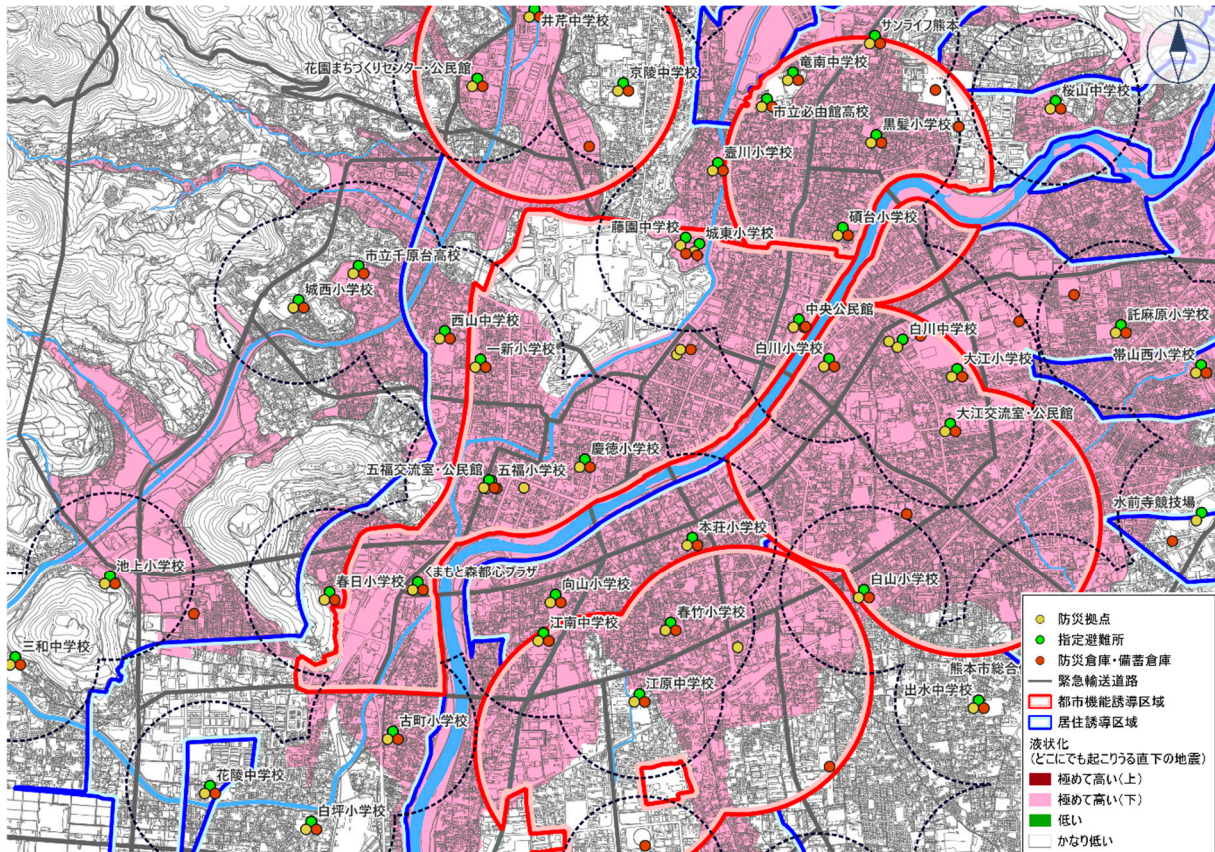 井芹中学校
サンライフ熊本
N
花園まちづくりセンター・公民館
京陵中学校
竜南中学校
桜山中学校
市立必由館高校
黒髪小学校
壺川小学校
碩台小学校
藤園中学校
城東小学校
市立千原台高校
城西小学校
中央公民館
託麻原小学校
西山中学校
白川中学校
一新小学校
白川小学校
大江小学校
帯山西小学校
大江交流室・公民館
慶徳小学校
五福交流室・公民館
五福小学校
水前寺競技場
本荘小学校
池上小学校
春日小学校
くまもと森都心プラザ
向山小学校
白山小学校
春竹小学校
江南中学校
三和中学校
熊本市総合
江原中学校
出水中学校
古町小学校
花陵中学校
白坪小学校
防災拠点
指定避難所
防災倉庫・備蓄倉庫
緊急輸送道路
都市機能誘導区域
居住誘導区域
液状化
(どこにでも起こりうる直下の地震)
極めて高い(上)
極めて高い(下)
低い
かなり低い